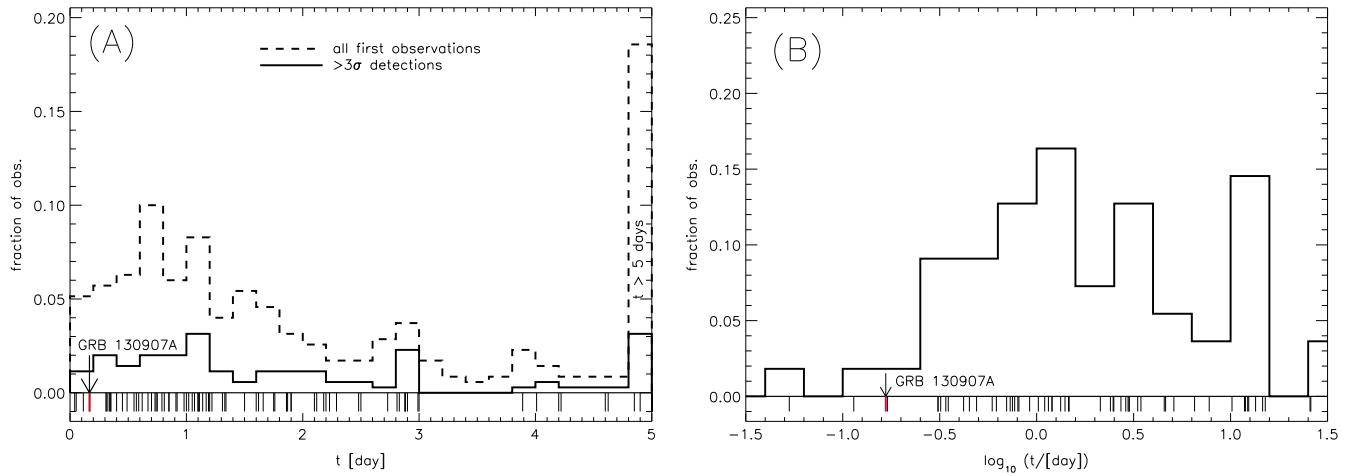 (A)
all first observations
>3σ detections
GRB 130907A
t > 5 days
0.20
0.15
0.10
0.05
0.00
fraction of obs.
0 1 2 3 4 5
t [day]
(B)
GRB 130907A
0.25
0.20
0.15
0.10
0.05
0.00
fraction of obs.
−1.5 −1.0 −0.5 0.0 0.5 1.0 1.5
log10 (t/[day])